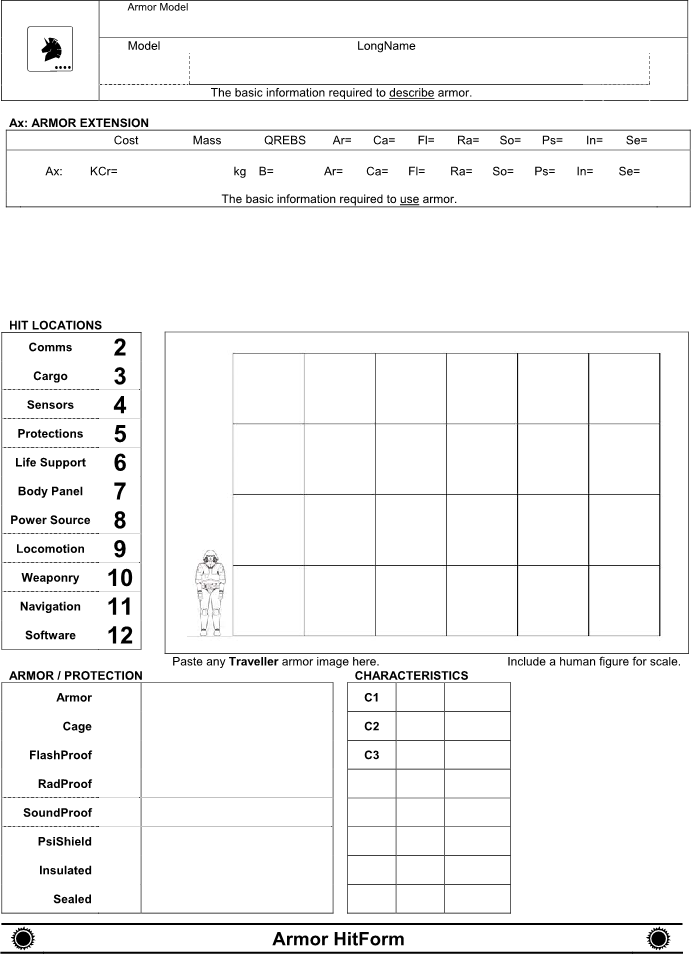 Armor Model
Model LongName
The basic information required to describe armor.
Ax: ARMOR EXTENSION
Cost Mass QREBS Ar= Ca= Fl= Ra= So= Ps= In= Se=
Ax: KCr= kg B= Ar= Ca= Fl= Ra= So= Ps= In= Se=
The basic information required to use armor.
HIT LOCATIONS
Comms 2
Cargo 3
Sensors 4
Protections 5
Life Support 6
Body Panel 7
Power Source 8
Locomotion 9
Weaponry 10
Navigation 11
Software 12
Paste any Traveller armor image here. Include a human figure for scale.
ARMOR / PROTECTION CHARACTERISTICS
Armor C1
Cage C2
FlashProof C3
RadProof
SoundProof
PsiShield
Insulated
Sealed
Armor HitForm